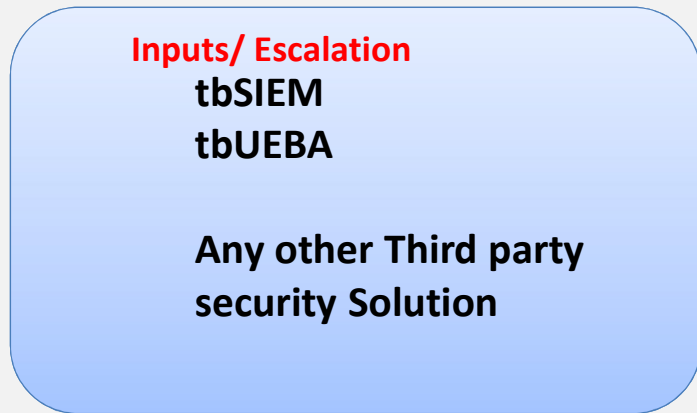 Inputs/ Escalation
tbSIEM
tbUEBA
Any other Third party
security Solution